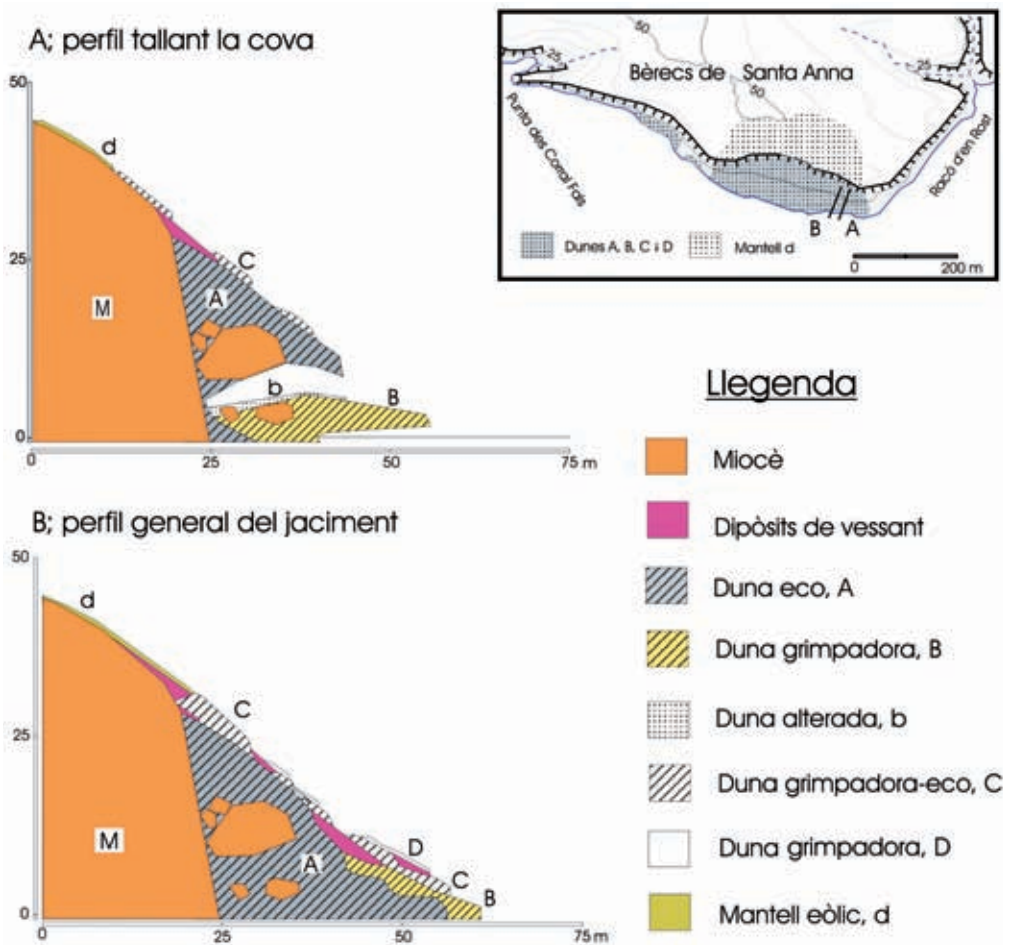 A; perfil tallant la cova
50
25
0
0
25
50
75 m
d
C
A
M
b
B
50
50
25
25
Bèrecs de Santa Anna
Punta des Corral Fals
Racó d'en Rost
B
A
Dunes A, B, C i D
Mantell d
0
200 m
B; perfil general del jaciment
50
25
0
0
25
50
75 m
d
C
M
A
D
C
B
Llegenda
Miocè
Dipòsits de vessant
Duna eco, A
Duna grimpadora, B
Duna alterada, b
Duna grimpadora-eco, C
Duna grimpadora, D
Mantell eòlic, d